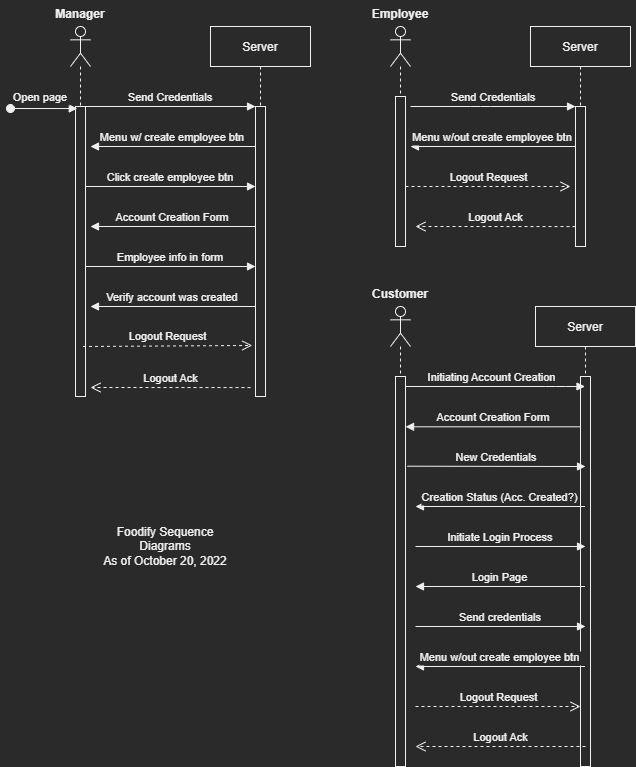 Manager
Server
Open page
Send Credentials
Menu w/ create employee btn
Click create employee btn
Account Creation Form
Employee info in form
Verify account was created
Logout Request
Logout Ack
Employee
Server
Send Credentials
Menu w/out create employee btn
Logout Request
Logout Ack
Customer
Server
Initiating Account Creation
Account Creation Form
New Credentials
Creation Status (Acc. Created?)
Initiate Login Process
Login Page
Send credentials
Menu w/out create employee btn
Logout Request
Logout Ack
Foodify Sequence
Diagrams
As of October 20, 2022